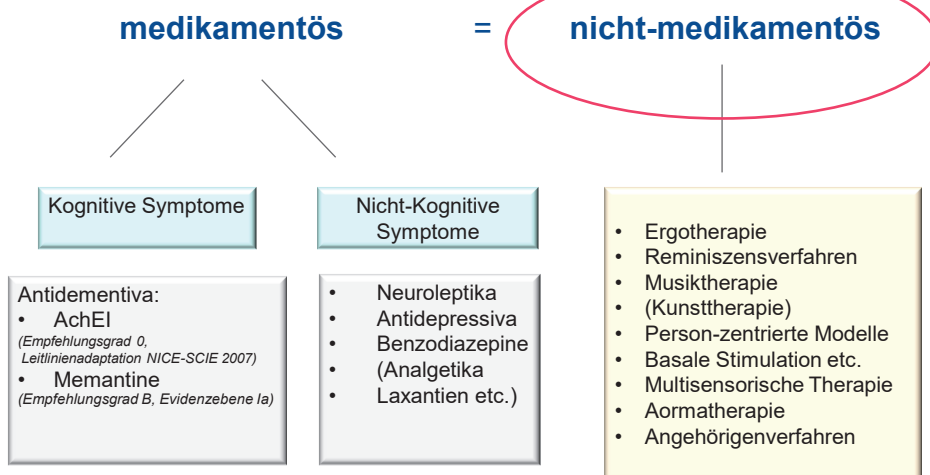 medikamentös = nicht-medikamentös
Kognitive Symptome
Nicht-Kognitive
Symptome
Antidementiva:
• AchEI
(Empfehlungsgrad 0,
Leitlinienadaptation NICE-SCIE 2007)
• Memantine
(Empfehlungsgrad B, Evidenzebene Ia)
• Neuroleptika
• Antidepressiva
• Benzodiazepine
• (Analgetika
• Laxantien etc.)
• Ergotherapie
• Reminiszensverfahren
• Musiktherapie
• (Kunsttherapie)
• Person-zentrierte Modelle
• Basale Stimulation etc.
• Multisensorische Therapie
• Aormatherapie
• Angehörigenverfahren